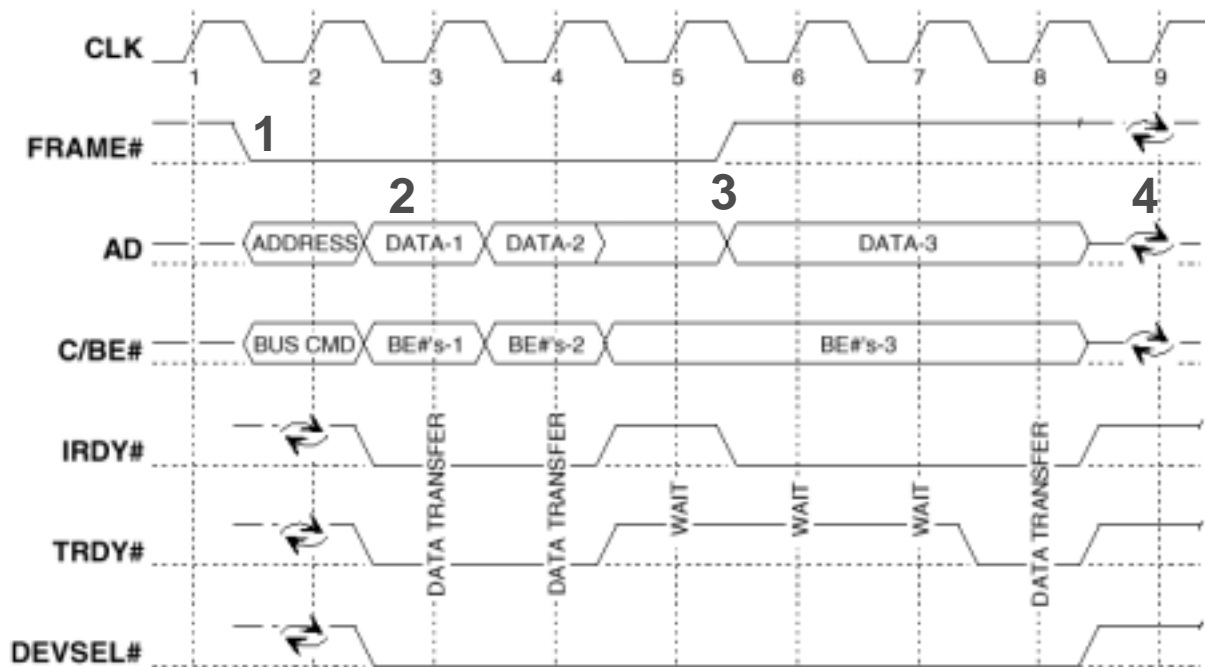 CLK
1 2 3 4 5 6 7 8 9
FRAME# 1
2 3 4
AD ADDRESS DATA-1 DATA-2 DATA-3
C/BE# BUS CMD BE#'s-1 BE#'s-2 BE#'s-3
IRDY#
DATA TRANSFER
DATA TRANSFER
WAIT
WAIT
WAIT
DATA TRANSFER
TRDY#
DEVSEL#